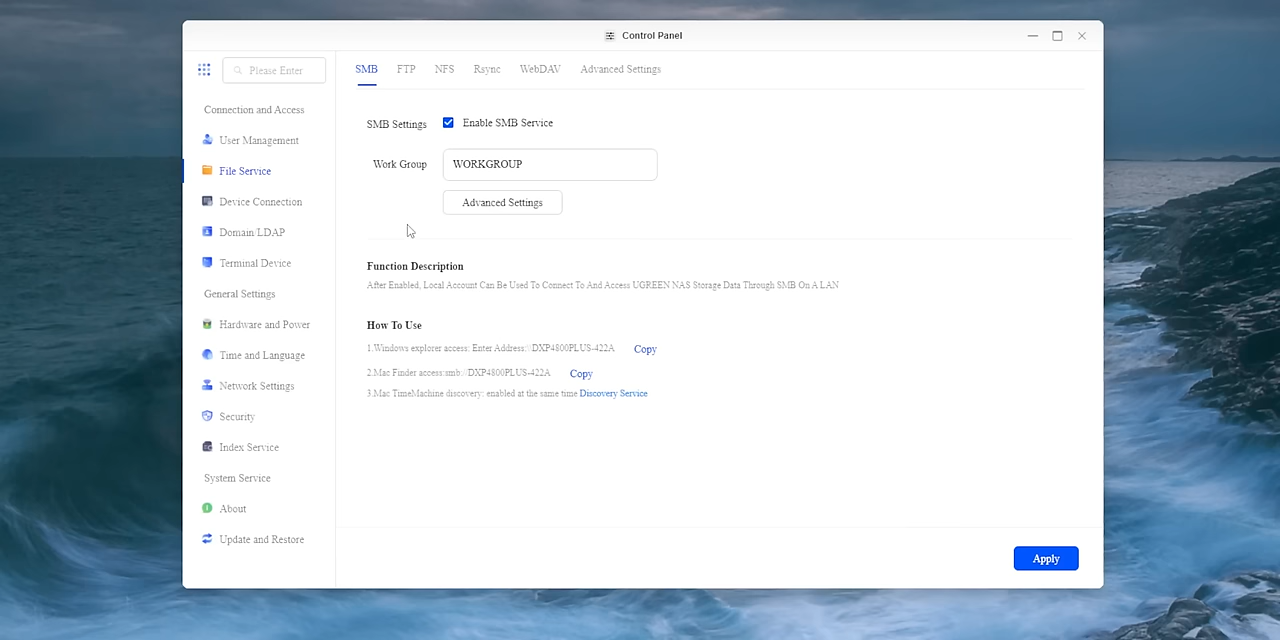 Control Panel
Please Enter
Connection and Access
User Management
File Service
Device Connection
Domain/LDAP
Terminal Device
General Settings
Hardware and Power
Time and Language
Network Settings
Security
Index Service
System Service
About
Update and Restore
SMB FTP NFS Rsync WebDAV Advanced Settings
SMB Settings Enable SMB Service
Work Group WORKGROUP
Advanced Settings
Function Description
After Enabled, Local Account Can Be Used To Connect To And Access UGREEN NAS Storage Data Through SMB On A LAN
How To Use
1.Windows explorer access: Enter Address:\\DXP4800PLUS-422A Copy
2.Mac Finder access:smb://DXP4800PLUS-422A Copy
3.Mac TimeMachine discovery: enabled at the same time Discovery Service
Apply